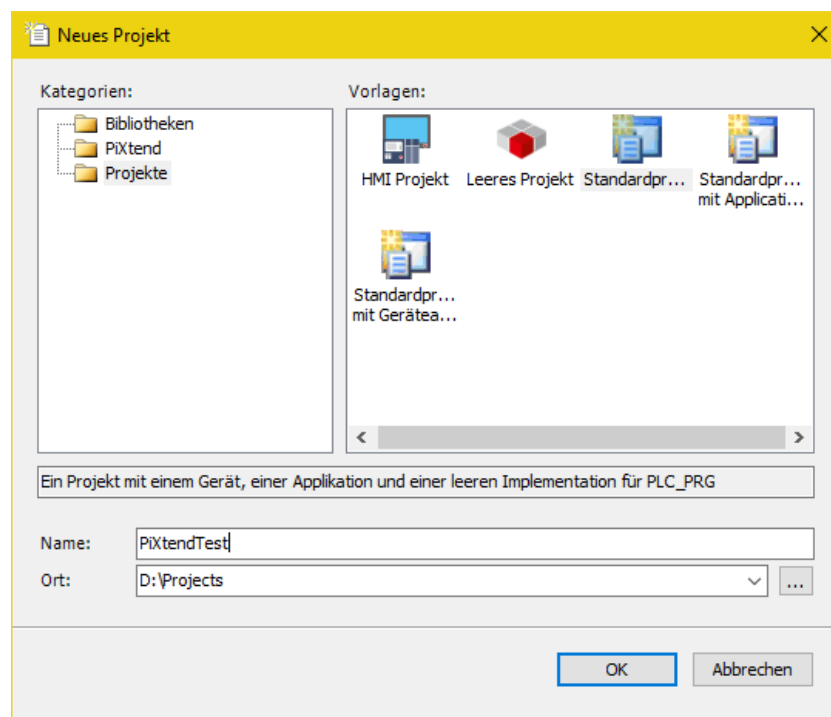 Neues Projekt
Kategorien:
Bibliotheken
PiXtend
Projekte
Vorlagen:
HMI Projekt
Leeres Projekt
Standardpr...
Standardpr...
mit Applicati...
Standardpr...
mit Gerätea...
Ein Projekt mit einem Gerät, einer Applikation und einer leeren Implementation für PLC_PRG
Name:
PiXtendTest
Ort:
D:\Projects
...
OK
Abbrechen